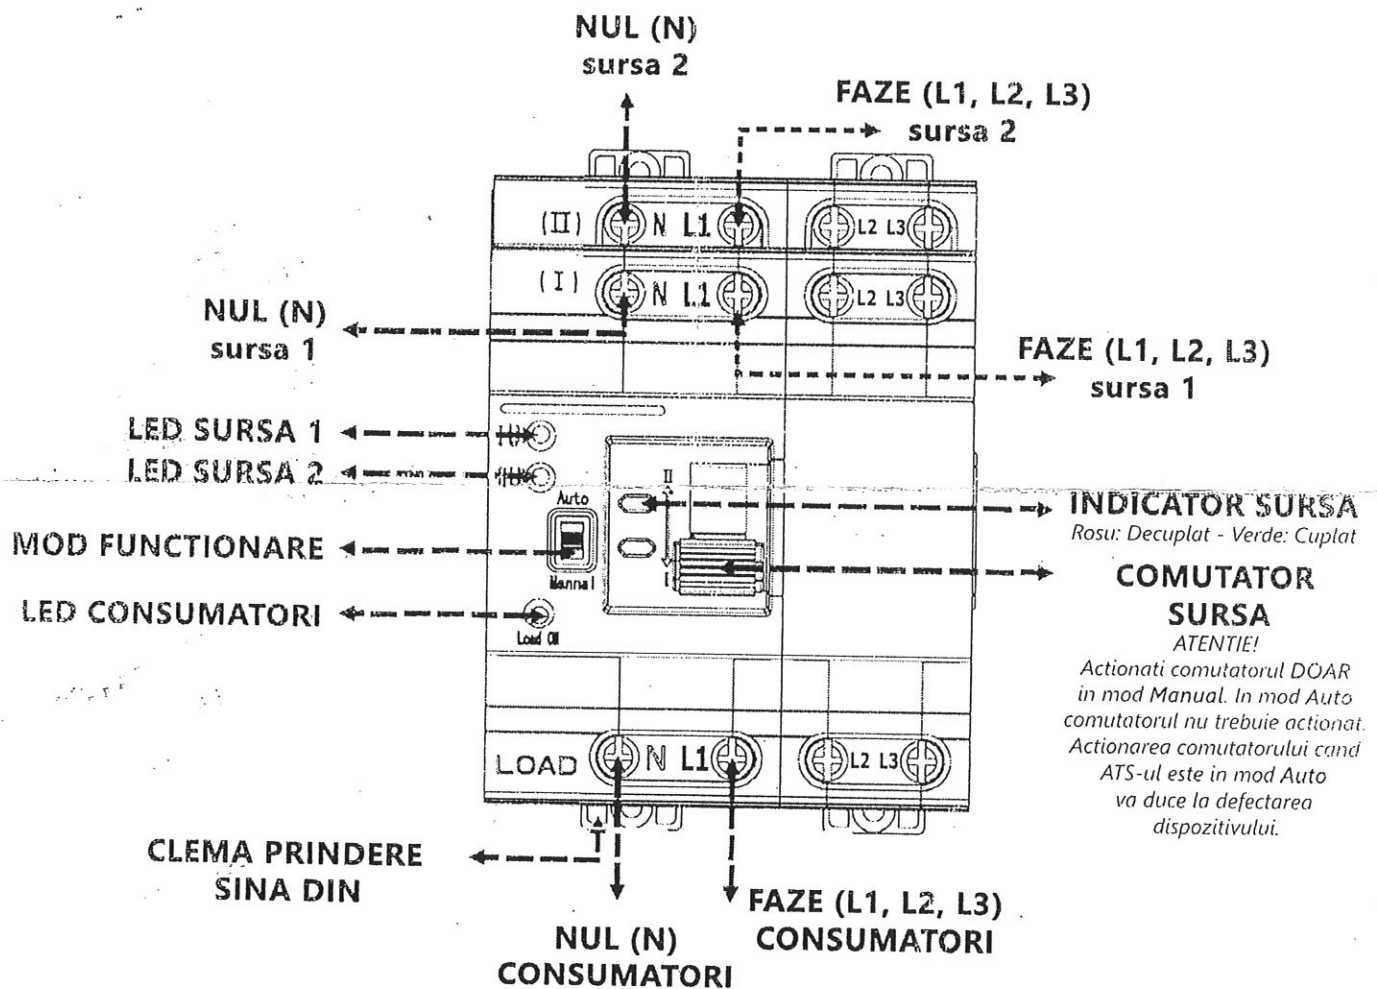 NUL (N)
sursa 2
FAZE (L1, L2, L3)
sursa 2
(II) N L1 L2 L3
(I) N L1 L2 L3
NUL (N)
sursa 1
FAZE (L1, L2, L3)
sursa 1
LED SURSA 1
(I)
LED SURSA 2
(II)
II
Auto
INDICATOR SURSA
Rosu: Decuplat - Verde: Cuplat
MOD FUNCTIONARE
I
Mannal
COMUTATOR
SURSA
LED CONSUMATORI
Load ON
ATENTIE!
Actionati comutatorul DOAR
in mod Manual. In mod Auto
comutatorul nu trebuie actionat.
Actionarea comutatorului cand
ATS-ul este in mod Auto
va duce la defectarea
dispozitivului.
LOAD N L1 L2 L3
CLEMA PRINDERE
SINA DIN
FAZE (L1, L2, L3)
CONSUMATORI
NUL (N)
CONSUMATORI